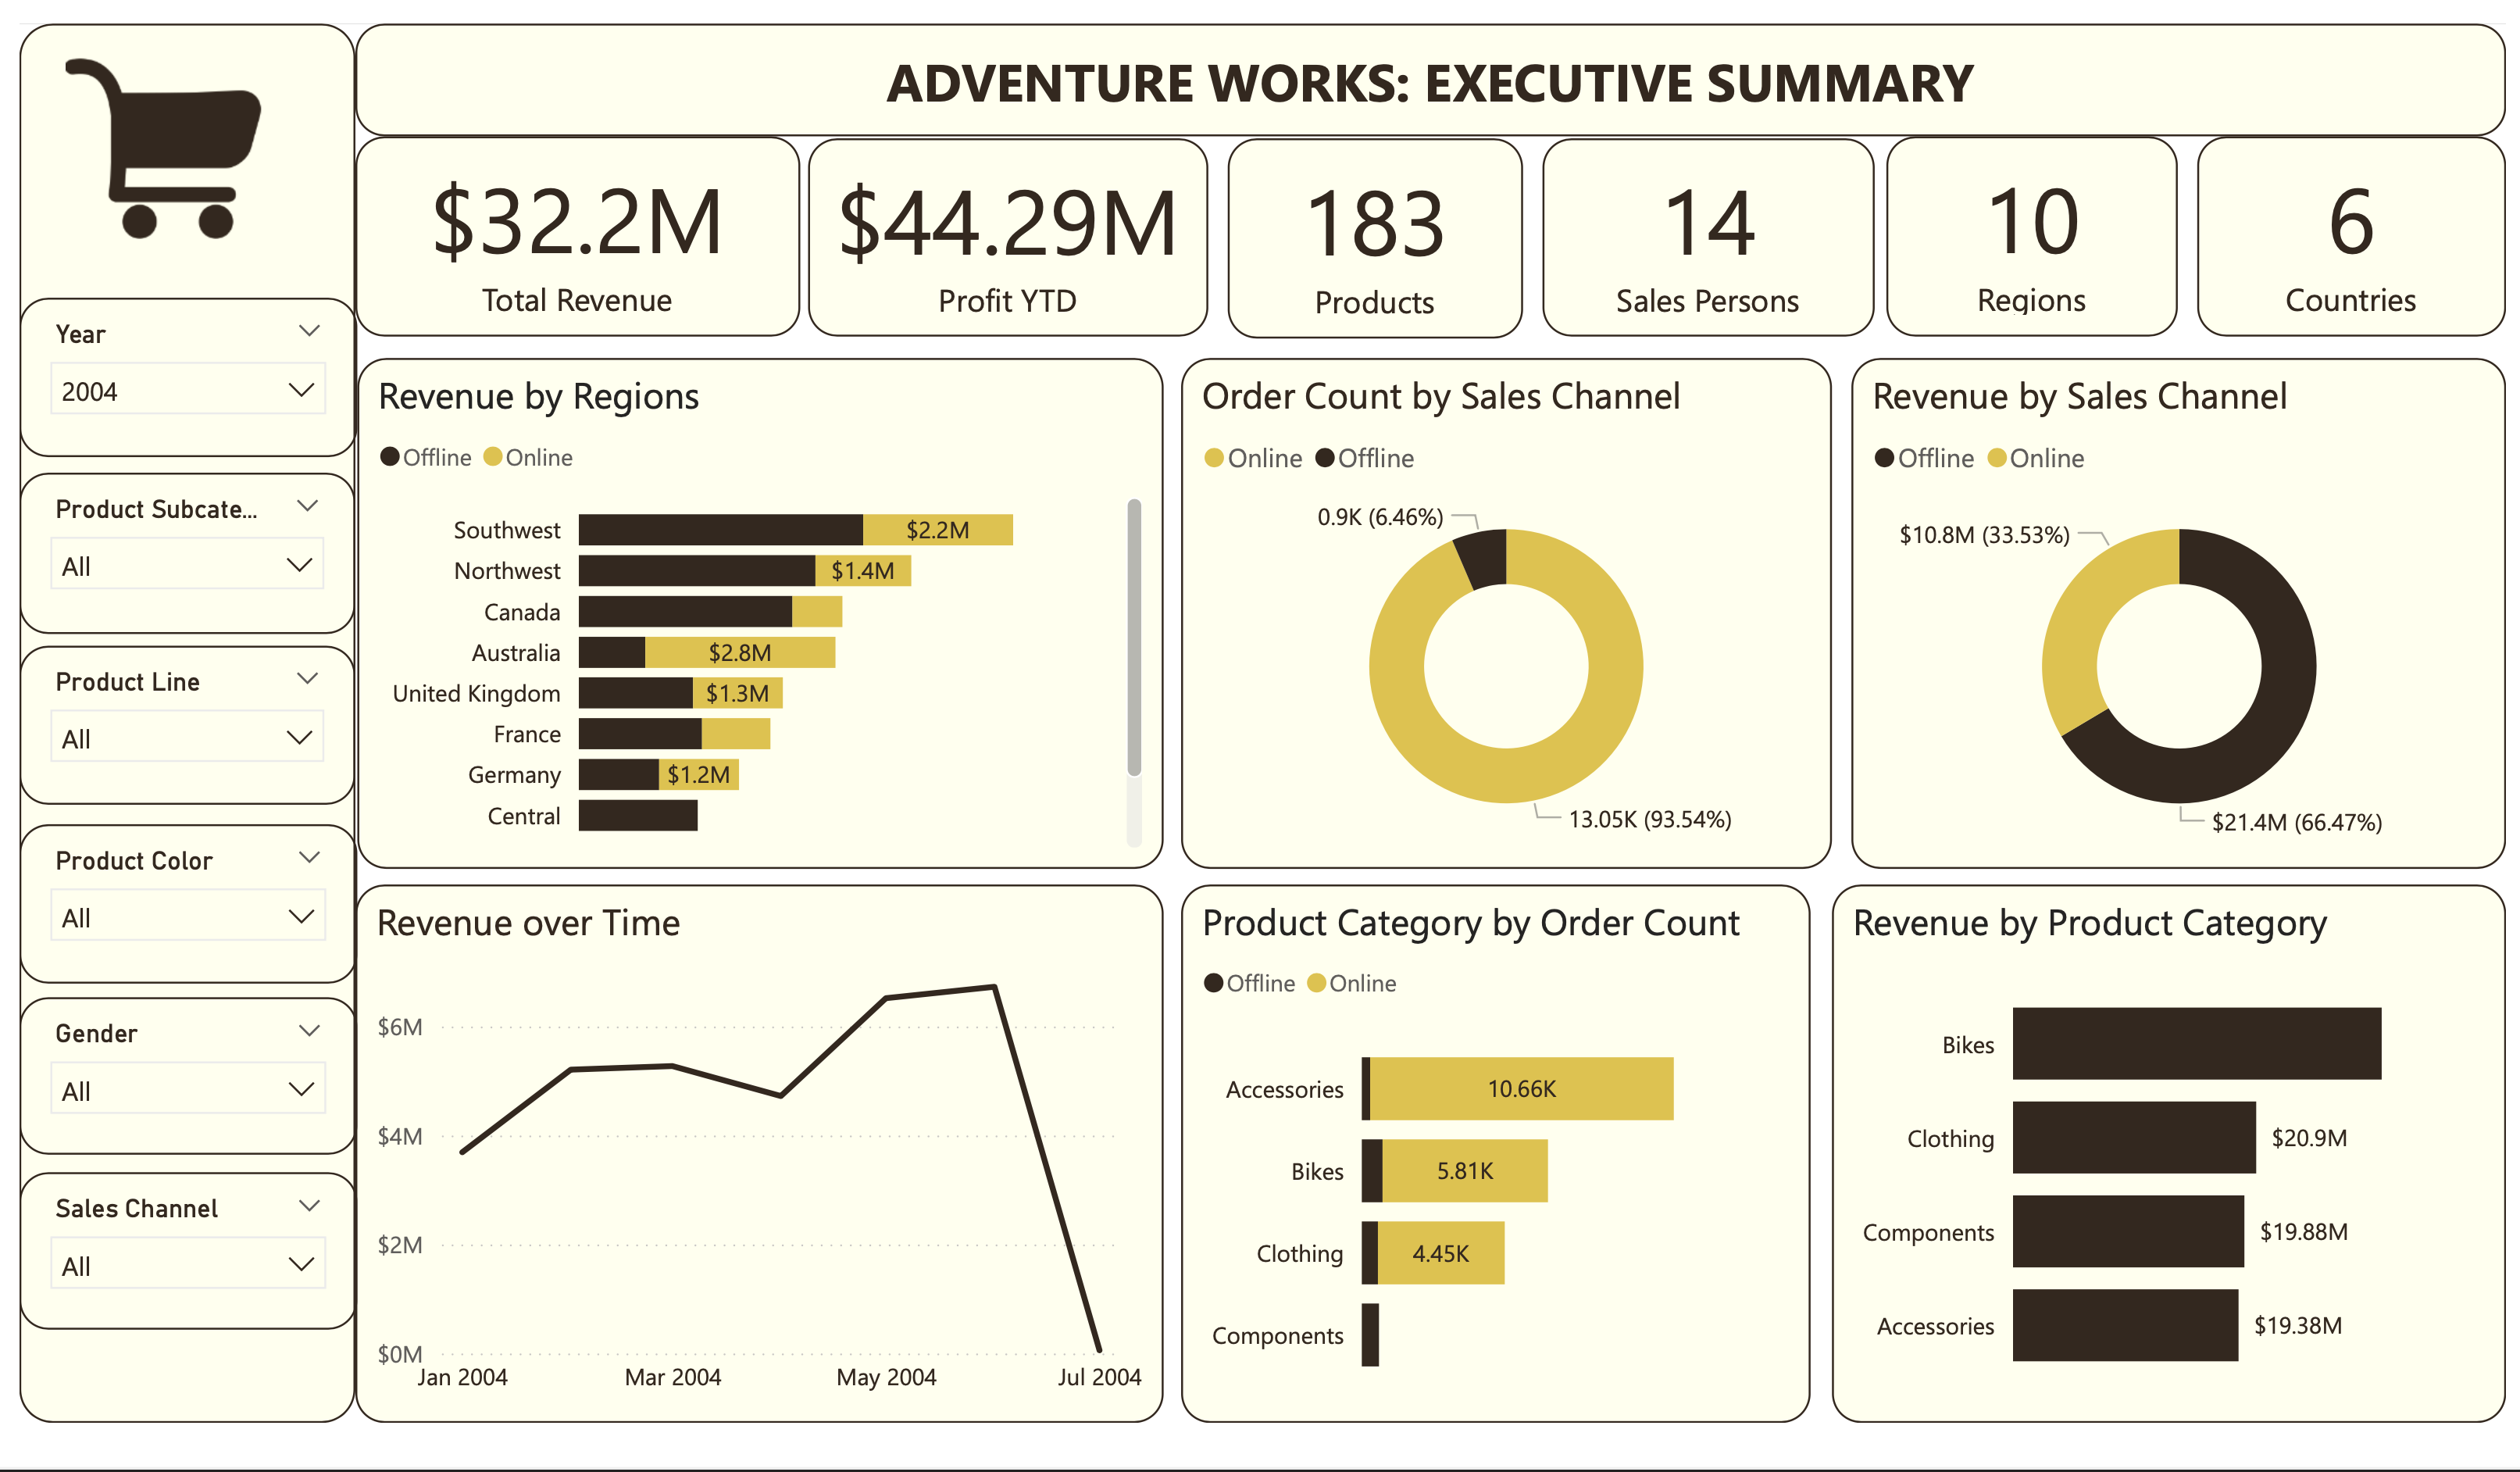 ADVENTURE WORKS: EXECUTIVE SUMMARY
$32.2M
Total Revenue
$44.29M
Profit YTD
183
Products
14
Sales Persons
10
Regions
6
Countries
Year
2004
Product Subcate...
All
Product Line
All
Product Color
All
Gender
All
Sales Channel
All
Revenue by Regions
Offline Online
Southwest $2.2M
Northwest $1.4M
Canada
Australia $2.8M
United Kingdom $1.3M
France
Germany $1.2M
Central
Order Count by Sales Channel
Online Offline
0.9K (6.46%)
13.05K (93.54%)
Revenue by Sales Channel
Offline Online
$10.8M (33.53%)
$21.4M (66.47%)
Revenue over Time
$6M
$4M
$2M
$0M
Jan 2004 Mar 2004 May 2004 Jul 2004
Product Category by Order Count
Offline Online
Accessories 10.66K
Bikes 5.81K
Clothing 4.45K
Components
Revenue by Product Category
Bikes
Clothing $20.9M
Components $19.88M
Accessories $19.38M